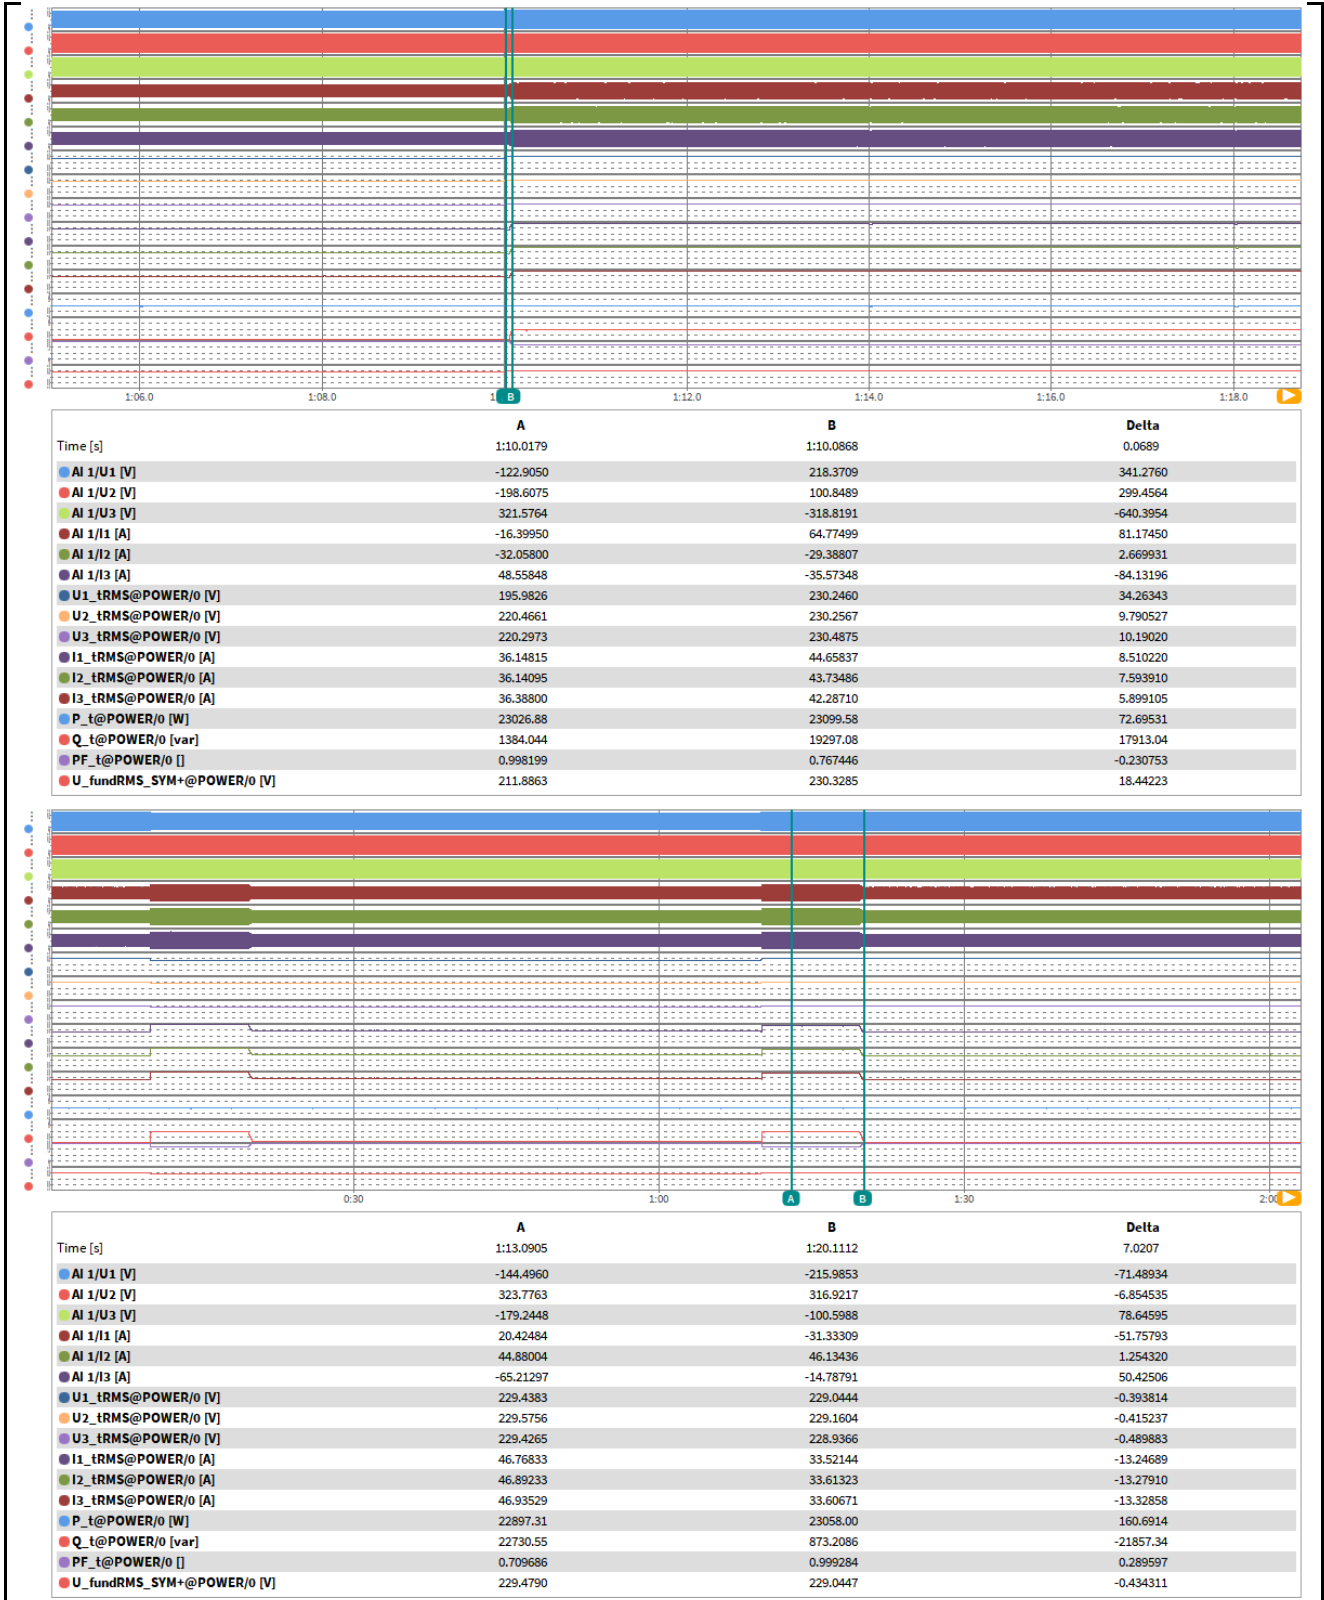 1:06.0 1:08.0 1: B 1:12.0 1:14.0 1:16.0 1:18.0
A B Delta
Time [s] 1:10.0179 1:10.0868 0.0689
AI 1/U1 [V] -122.9050 218.3709 341.2760
AI 1/U2 [V] -198.6075 100.8489 299.4564
AI 1/U3 [V] 321.5764 -318.8191 -640.3954
AI 1/I1 [A] -16.39950 64.77499 81.17450
AI 1/I2 [A] -32.05800 -29.38807 2.669931
AI 1/I3 [A] 48.55848 -35.57348 -84.13196
U1_tRMS@POWER/0 [V] 195.9826 230.2460 34.26343
U2_tRMS@POWER/0 [V] 220.4661 230.2567 9.790527
U3_tRMS@POWER/0 [V] 220.2973 230.4875 10.19020
I1_tRMS@POWER/0 [A] 36.14815 44.65837 8.510220
I2_tRMS@POWER/0 [A] 36.14095 43.73486 7.593910
I3_tRMS@POWER/0 [A] 36.38800 42.28710 5.899105
P_t@POWER/0 [W] 23026.88 23099.58 72.69531
Q_t@POWER/0 [var] 1384.044 19297.08 17913.04
PF_t@POWER/0 [] 0.998199 0.767446 -0.230753
U_fundRMS_SYM+@POWER/0 [V] 211.8863 230.3285 18.44223
0:30 1:00 A B 1:30 2:00
A B Delta
Time [s] 1:13.0905 1:20.1112 7.0207
AI 1/U1 [V] -144.4960 -215.9853 -71.48934
AI 1/U2 [V] 323.7763 316.9217 -6.854535
AI 1/U3 [V] -179.2448 -100.5988 78.64595
AI 1/I1 [A] 20.42484 -31.33309 -51.75793
AI 1/I2 [A] 44.88004 46.13436 1.254320
AI 1/I3 [A] -65.21297 -14.78791 50.42506
U1_tRMS@POWER/0 [V] 229.4383 229.0444 -0.393814
U2_tRMS@POWER/0 [V] 229.5756 229.1604 -0.415237
U3_tRMS@POWER/0 [V] 229.4265 228.9366 -0.489883
I1_tRMS@POWER/0 [A] 46.76833 33.52144 -13.24689
I2_tRMS@POWER/0 [A] 46.89233 33.61323 -13.27910
I3_tRMS@POWER/0 [A] 46.93529 33.60671 -13.32858
P_t@POWER/0 [W] 22897.31 23058.00 160.6914
Q_t@POWER/0 [var] 22730.55 873.2086 -21857.34
PF_t@POWER/0 [] 0.709686 0.999284 0.289597
U_fundRMS_SYM+@POWER/0 [V] 229.4790 229.0447 -0.434311